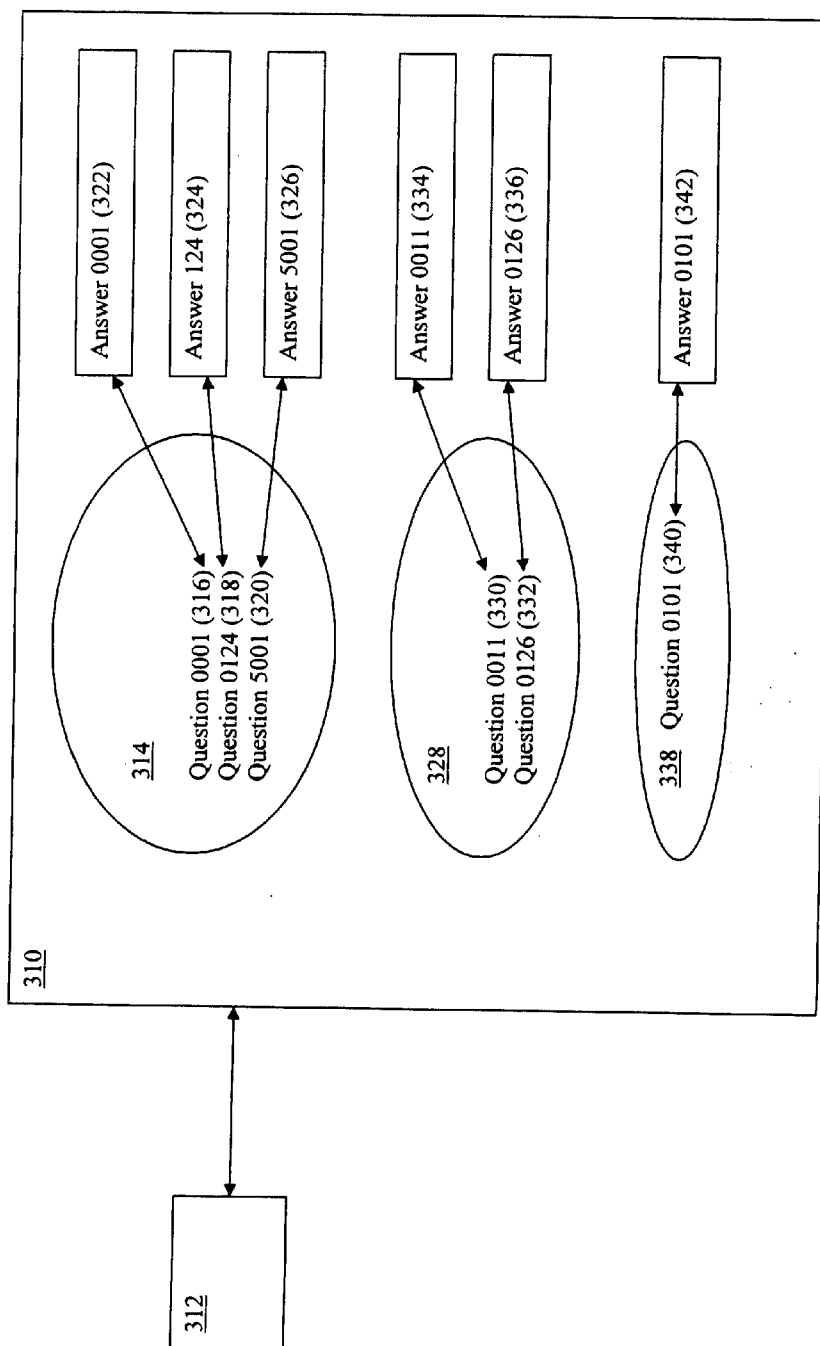 310
312
314
Question 0001 (316)
Question 0124 (318)
Question 5001 (320)
Answer 0001 (322)
Answer 124 (324)
Answer 5001 (326)
328
Question 0011 (330)
Question 0126 (332)
Answer 0011 (334)
Answer 0126 (336)
338
Question 0101 (340)
Answer 0101 (342)